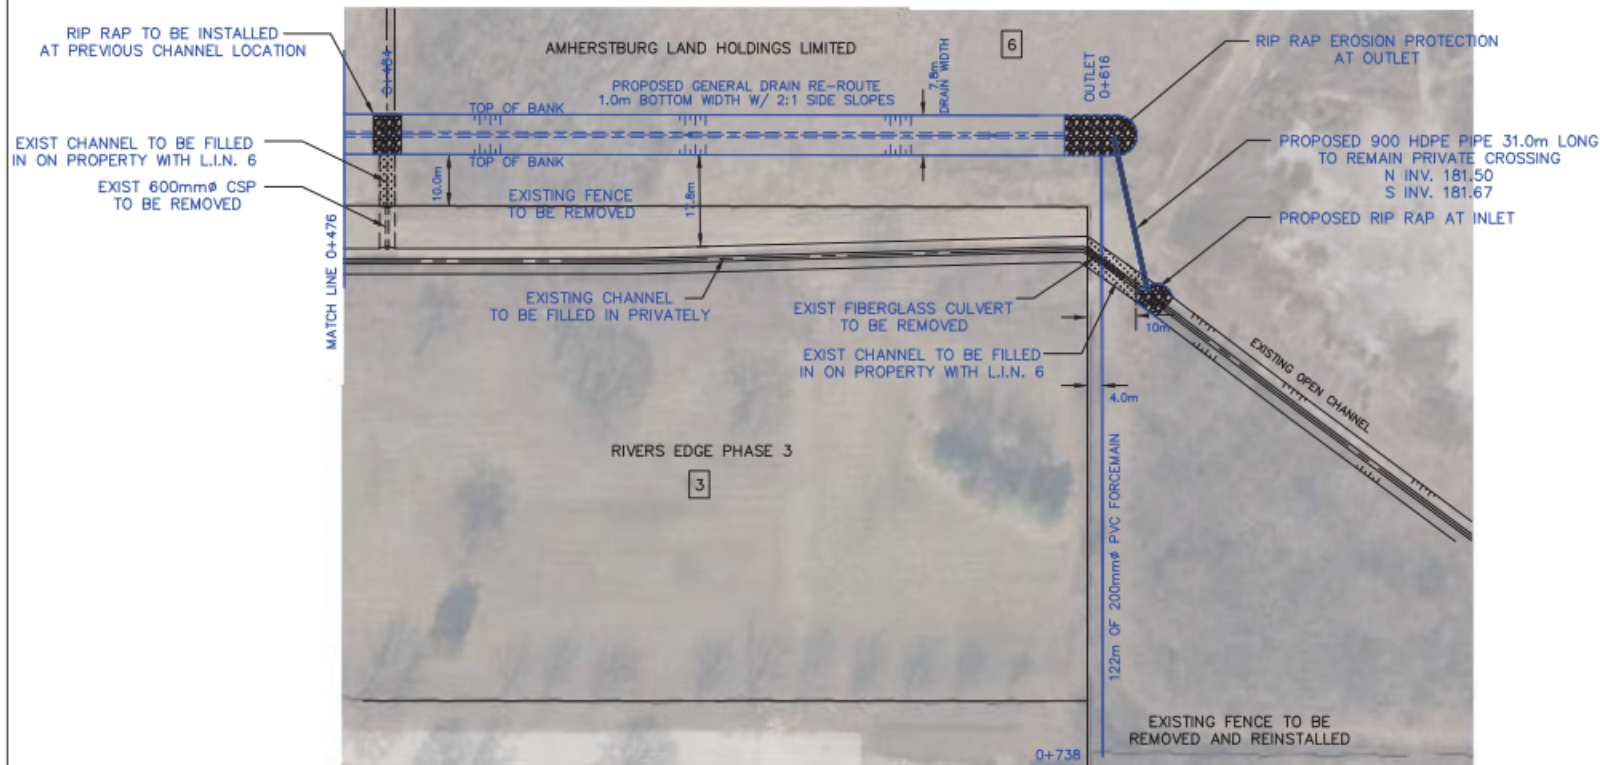 RIP RAP TO BE INSTALLED
AT PREVIOUS CHANNEL LOCATION
0+484
AMHERSTBURG LAND HOLDINGS LIMITED
6
RIP RAP EROSION PROTECTION
AT OUTLET
PROPOSED GENERAL DRAIN RE-ROUTE
1.0m BOTTOM WIDTH W/ 2:1 SIDE SLOPES
7.8m
DRAIN WIDTH
OUTLET
0+616
TOP OF BANK
EXIST CHANNEL TO BE FILLED
IN ON PROPERTY WITH L.I.N. 6
TOP OF BANK
PROPOSED 900 HDPE PIPE 31.0m LONG
TO REMAIN PRIVATE CROSSING
N INV. 181.50
S INV. 181.67
EXIST 600mmø CSP
TO BE REMOVED
10.0m
EXISTING FENCE
TO BE REMOVED
17.8m
PROPOSED RIP RAP AT INLET
MATCH LINE 0+476
EXISTING CHANNEL
TO BE FILLED IN PRIVATELY
EXIST FIBERGLASS CULVERT
TO BE REMOVED
10m
EXIST CHANNEL TO BE FILLED
IN ON PROPERTY WITH L.I.N. 6
EXISTING OPEN CHANNEL
4.0m
RIVERS EDGE PHASE 3
3
122m OF 200mmø PVC FORCEMAIN
EXISTING FENCE TO BE
REMOVED AND REINSTALLED
0+738